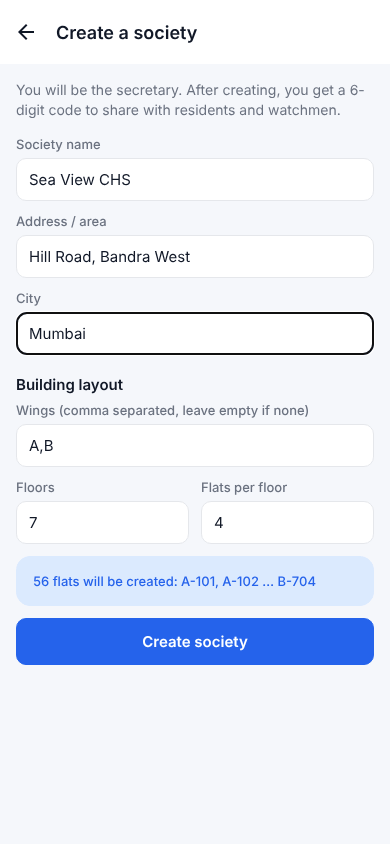 Create a society
You will be the secretary. After creating, you get a 6-
digit code to share with residents and watchmen.
Society name
Sea View CHS
Address / area
Hill Road, Bandra West
City
Mumbai
Building layout
Wings (comma separated, leave empty if none)
A,B
Floors
Flats per floor
7
4
56 flats will be created: A-101, A-102 ... B-704
Create society